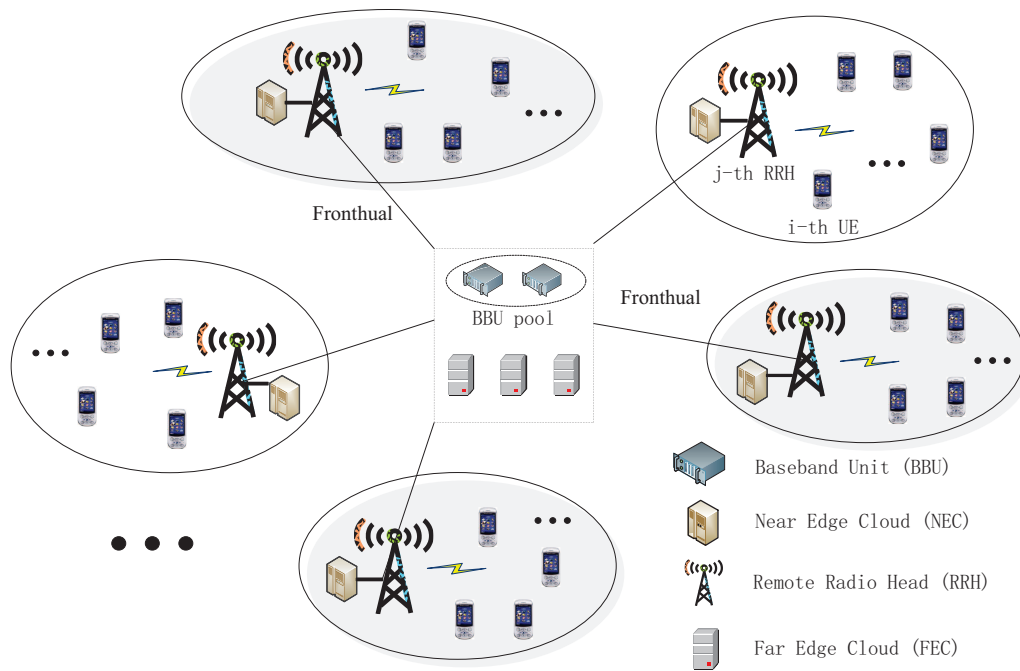 j-th RRH
i-th UE
Fronthual
Fronthual
BBU pool
Baseband Unit (BBU)
Near Edge Cloud (NEC)
Remote Radio Head (RRH)
Far Edge Cloud (FEC)